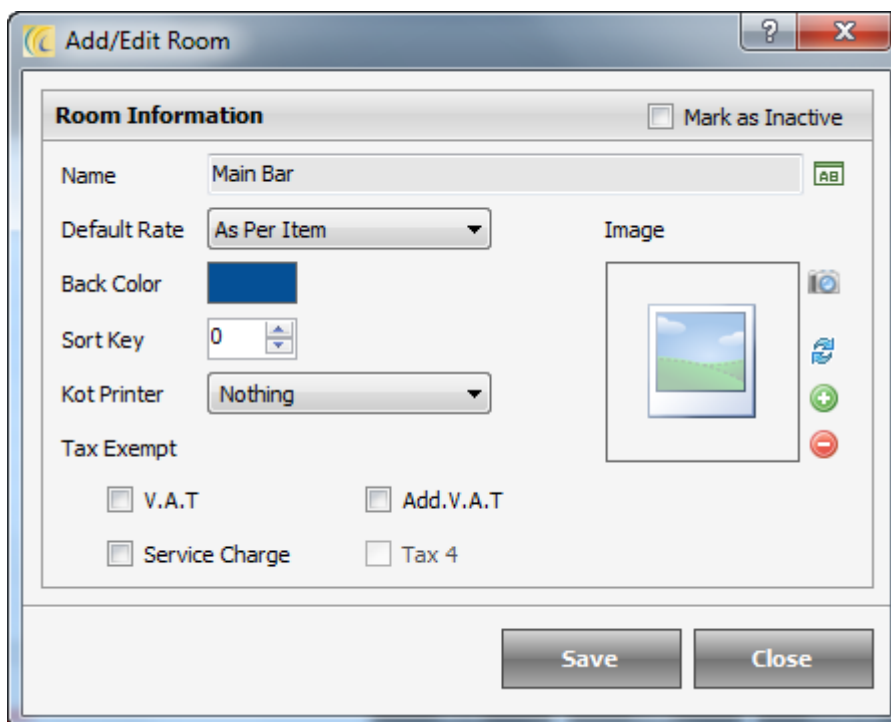 Add/Edit Room
?
Room Information
Mark as Inactive
Name
Main Bar
AB
Default Rate
As Per Item
Image
Back Color
Sort Key
0
Kot Printer
Nothing
Tax Exempt
V.A.T
Add.V.A.T
Service Charge
Tax 4
Save
Close